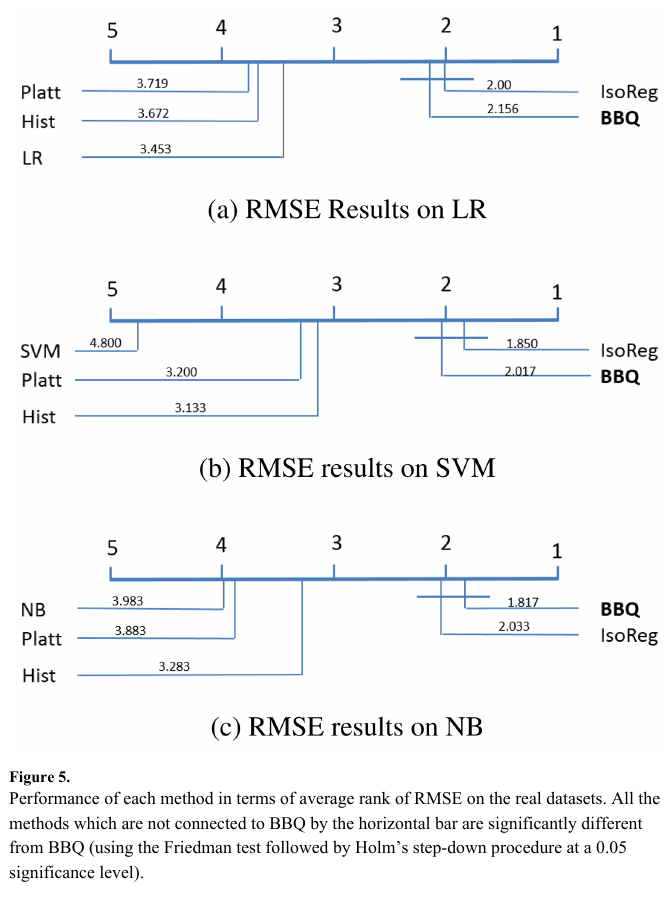 5 4 3 2 1
Platt 3.719 2.00 IsoReg
Hist 3.672 2.156 BBQ
LR 3.453
(a) RMSE Results on LR
5 4 3 2 1
SVM 4.800 1.850 IsoReg
Platt 3.200 2.017 BBQ
Hist 3.133
(b) RMSE results on SVM
5 4 3 2 1
NB 3.983 1.817 BBQ
Platt 3.883 2.033 IsoReg
Hist 3.283
(c) RMSE results on NB
Figure 5.
Performance of each method in terms of average rank of RMSE on the real datasets. All the
methods which are not connected to BBQ by the horizontal bar are significantly different
from BBQ (using the Friedman test followed by Holm's step-down procedure at a 0.05
significance level).